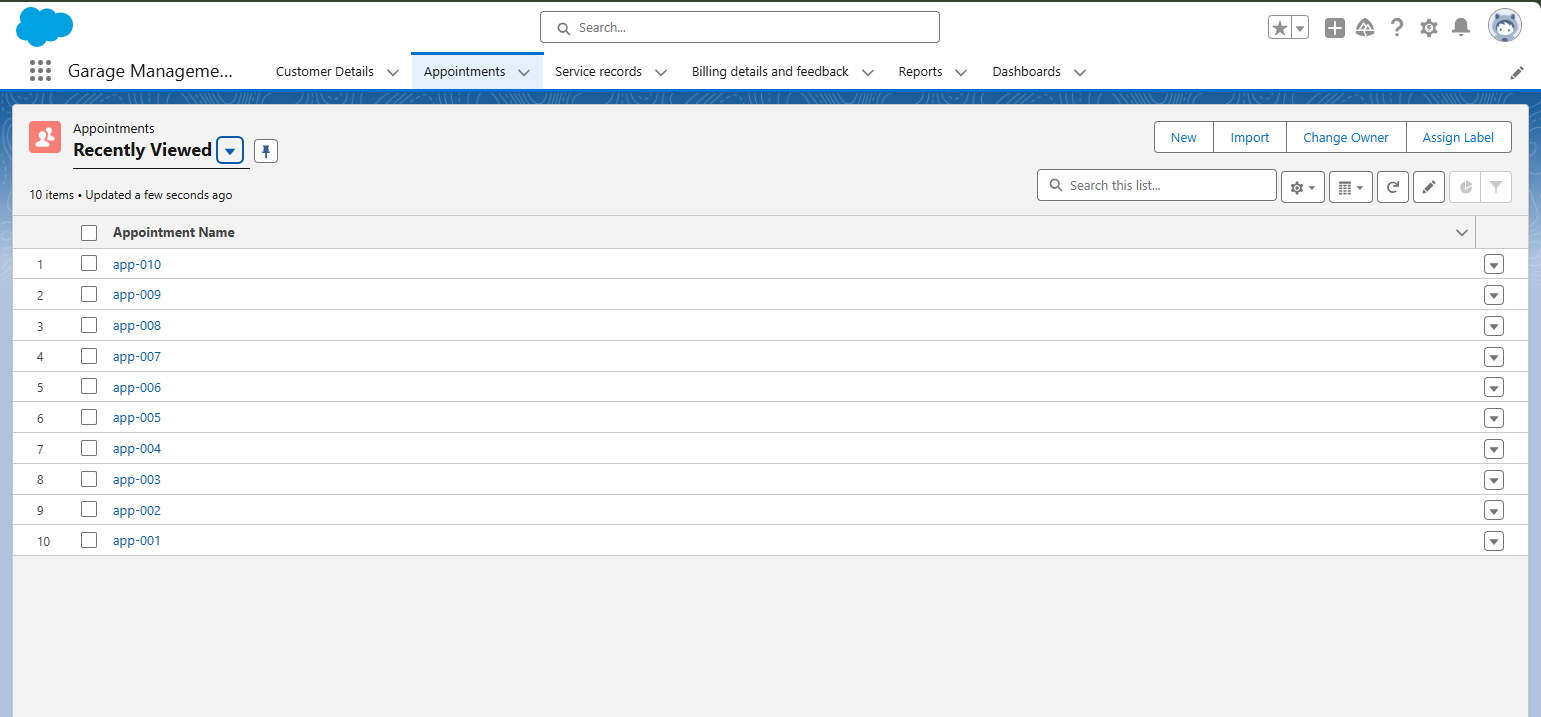 Search...
Garage Manageme...
Customer Details
Appointments
Service records
Billing details and feedback
Reports
Dashboards
Appointments
Recently Viewed
New
Import
Change Owner
Assign Label
10 items • Updated a few seconds ago
Search this list...
Appointment Name
1 app-010
2 app-009
3 app-008
4 app-007
5 app-006
6 app-005
7 app-004
8 app-003
9 app-002
10 app-001